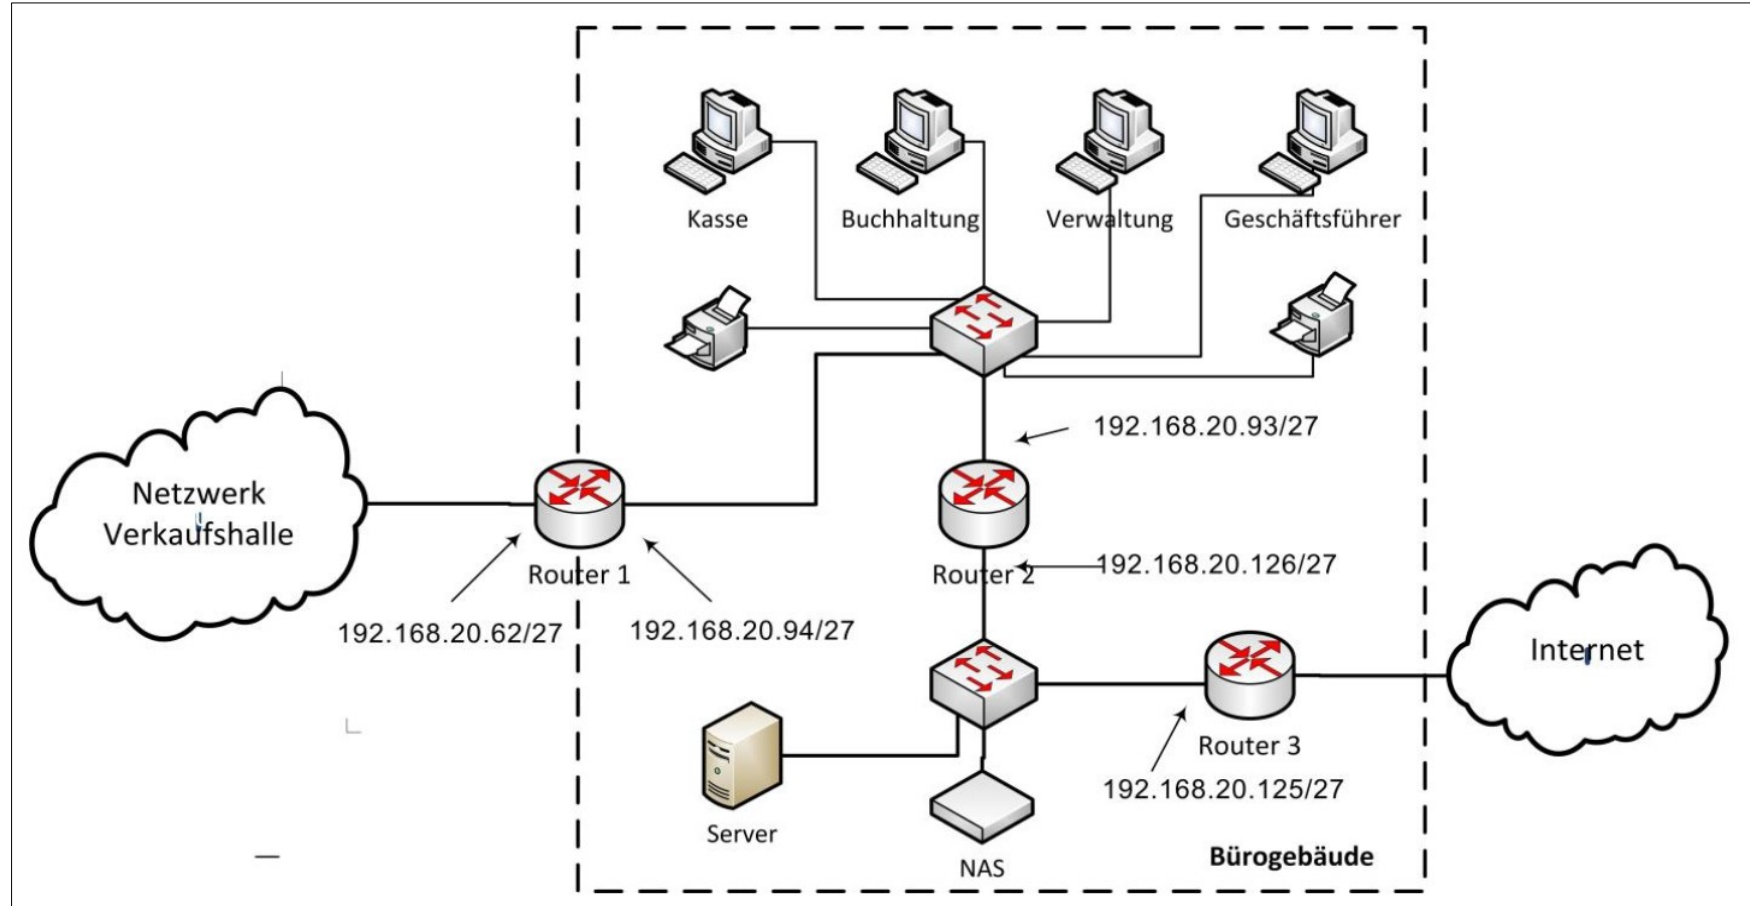 Kasse
Buchhaltung
Verwaltung
Geschäftsführer
192.168.20.93/27
Netzwerk
Verkaufshalle
Router 1
Router 2
192.168.20.126/27
192.168.20.62/27
192.168.20.94/27
Internet
Router 3
192.168.20.125/27
Server
NAS
Bürogebäude